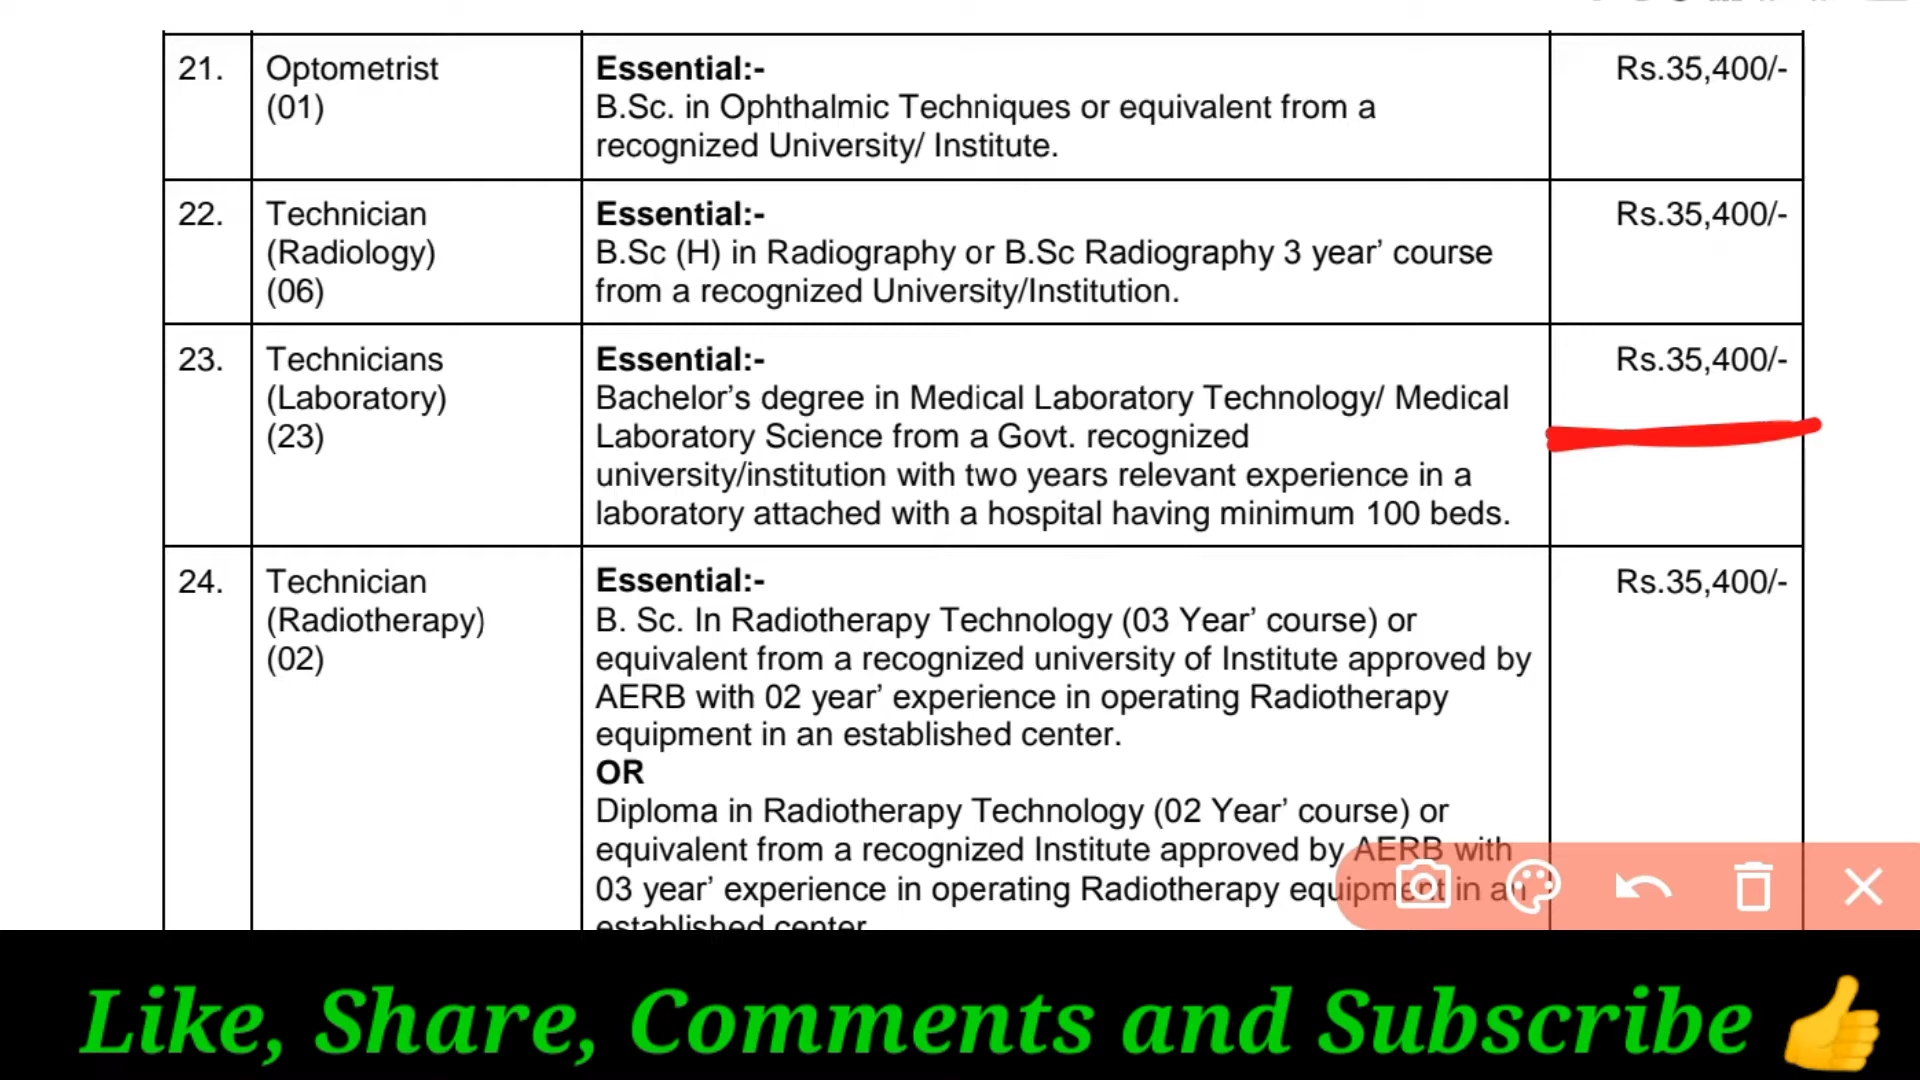 21. Optometrist Essential:- Rs.35,400/-
(01) B.Sc. in Ophthalmic Techniques or equivalent from a
recognized University/ Institute.
22. Technician Essential:- Rs.35,400/-
(Radiology) B.Sc (H) in Radiography or B.Sc Radiography 3 year’ course
(06) from a recognized University/Institution.
23. Technicians Essential:- Rs.35,400/-
(Laboratory) Bachelor’s degree in Medical Laboratory Technology/ Medical
(23) Laboratory Science from a Govt. recognized
university/institution with two years relevant experience in a
laboratory attached with a hospital having minimum 100 beds.
24. Technician Essential:- Rs.35,400/-
(Radiotherapy) B. Sc. In Radiotherapy Technology (03 Year’ course) or
(02) equivalent from a recognized university of Institute approved by
AERB with 02 year’ experience in operating Radiotherapy
equipment in an established center.
OR
Diploma in Radiotherapy Technology (02 Year’ course) or
equivalent from a recognized Institute approved by AERB with
03 year’ experience in operating Radiotherapy equipment in an
established center
Like, Share, Comments and Subscribe 👍